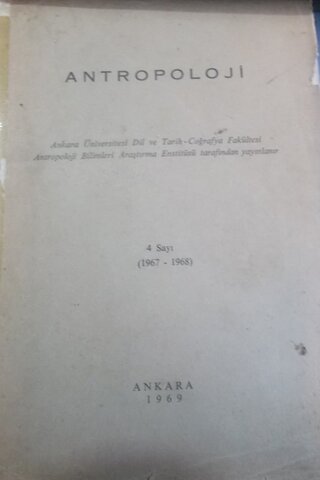 ANTROPOLOJİ
Ankara Üniversitesi Dil ve Tarih-Coğrafya Fakültesi
Antropoloji Bilimleri Araştırma Enstitüsü tarafından yayınlanır
4 Sayı
(1967 - 1968)
ANKARA
1969